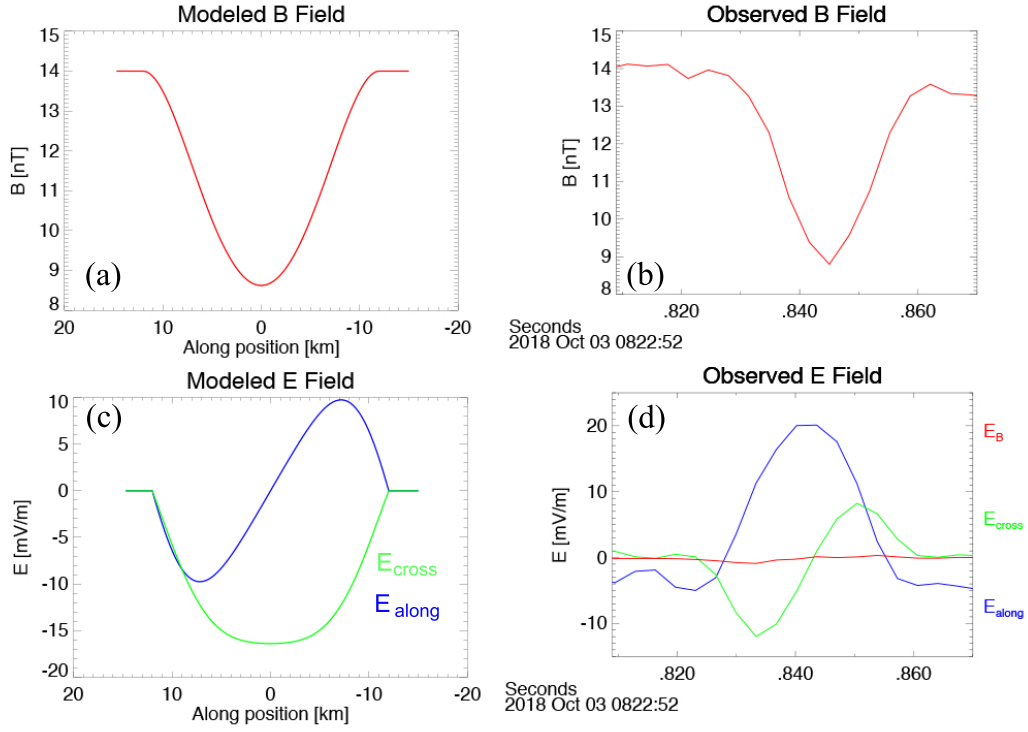 Modeled B Field
15
14
13
12
11
10
9
8
B [nT]
(a)
20
10
0
-10
-20
Along position [km]
Observed B Field
15
14
13
12
11
10
9
8
B [nT]
(b)
.820
.840
.860
Seconds
2018 Oct 03 0822:52
Modeled E Field
10
5
0
-5
-10
-15
-20
E [mV/m]
(c)
Ecross
E along
20
10
0
-10
-20
Along position [km]
Observed E Field
20
10
0
-10
E [mV/m]
(d)
EB
Ecross
Ealong
.820
.840
.860
Seconds
2018 Oct 03 0822:52